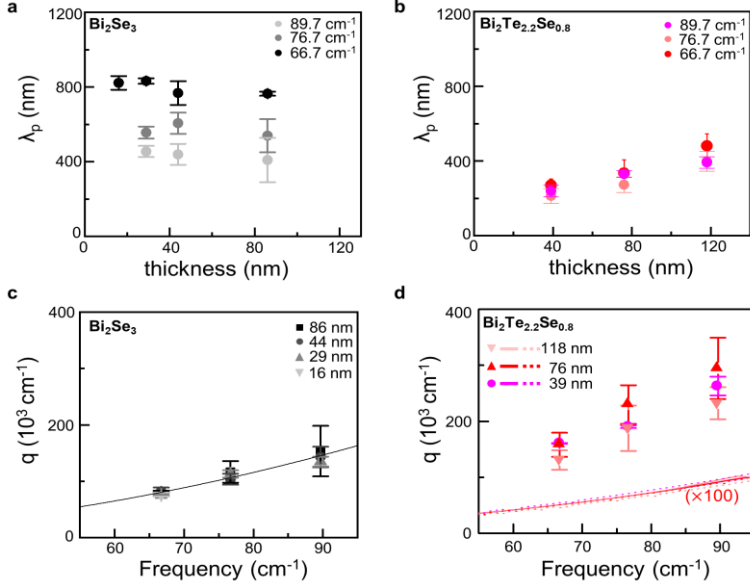 a
Bi₂Se₃
89.7 cm⁻¹
76.7 cm⁻¹
66.7 cm⁻¹
1200
800
400
0
λp (nm)
0
40
80
120
thickness (nm)
b
Bi₂Te₂.₂Se₀.₈
89.7 cm⁻¹
76.7 cm⁻¹
66.7 cm⁻¹
1200
800
400
0
λp (nm)
0
40
80
120
thickness (nm)
c
Bi₂Se₃
86 nm
44 nm
29 nm
16 nm
400
200
0
q (10³ cm⁻¹)
60
70
80
90
Frequency (cm⁻¹)
d
Bi₂Te₂.₂Se₀.₈
118 nm
76 nm
39 nm
400
200
0
q (10³ cm⁻¹)
(×100)
60
70
80
90
Frequency (cm⁻¹)